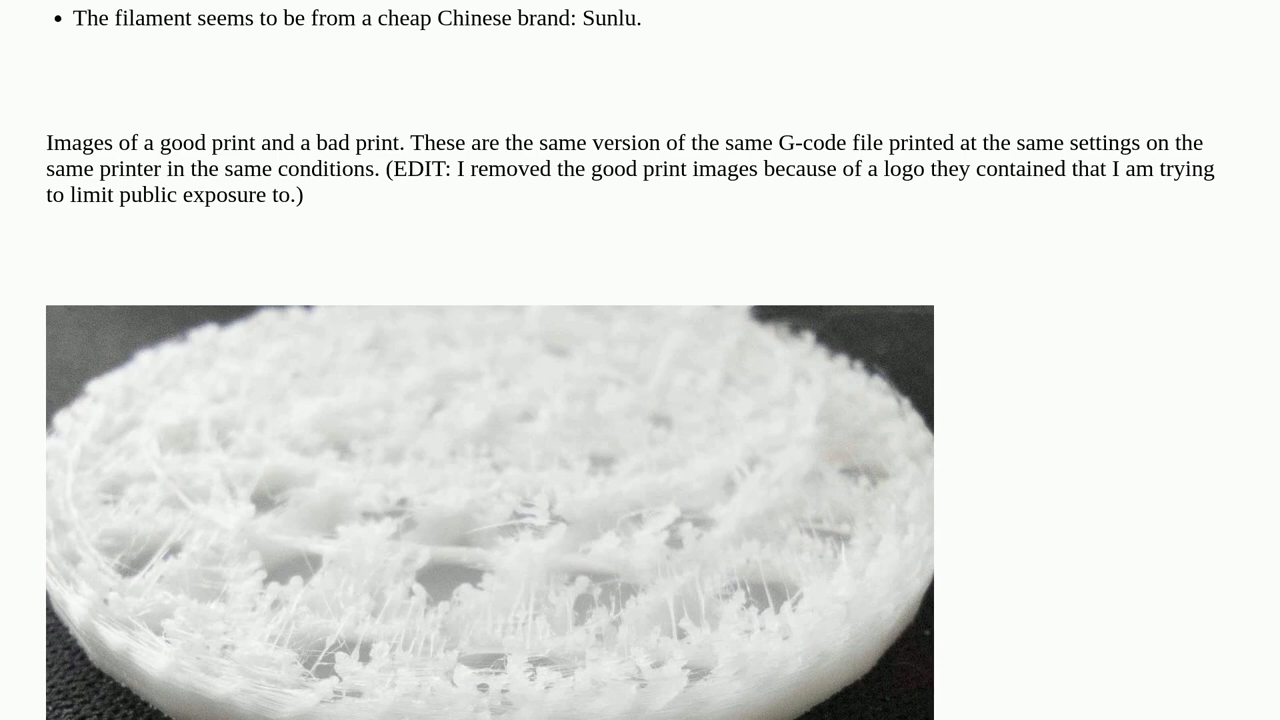 The filament seems to be from a cheap Chinese brand: Sunlu.
Images of a good print and a bad print. These are the same version of the same G-code file printed at the same settings on the
same printer in the same conditions. (EDIT: I removed the good print images because of a logo they contained that I am trying
to limit public exposure to.)